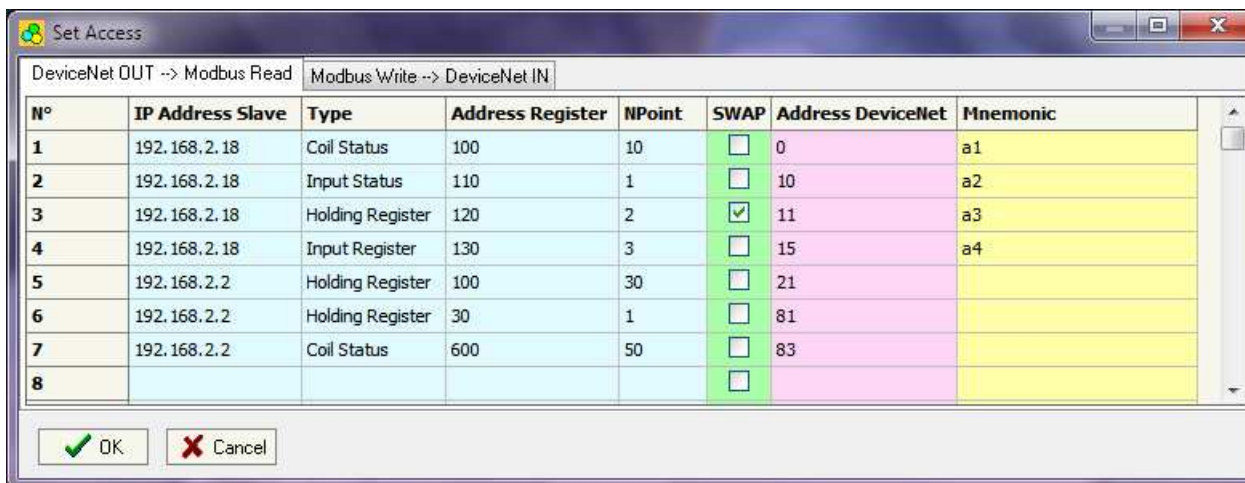 Set Access
DeviceNet OUT --> Modbus Read Modbus Write --> DeviceNet IN
N° IP Address Slave Type Address Register NPoint SWAP Address DeviceNet Mnemonic
1 192.168.2.18 Coil Status 100 10 0 a1
2 192.168.2.18 Input Status 110 1 10 a2
3 192.168.2.18 Holding Register 120 2 11 a3
4 192.168.2.18 Input Register 130 3 15 a4
5 192.168.2.2 Holding Register 100 30 21
6 192.168.2.2 Holding Register 30 1 81
7 192.168.2.2 Coil Status 600 50 83
8
OK Cancel